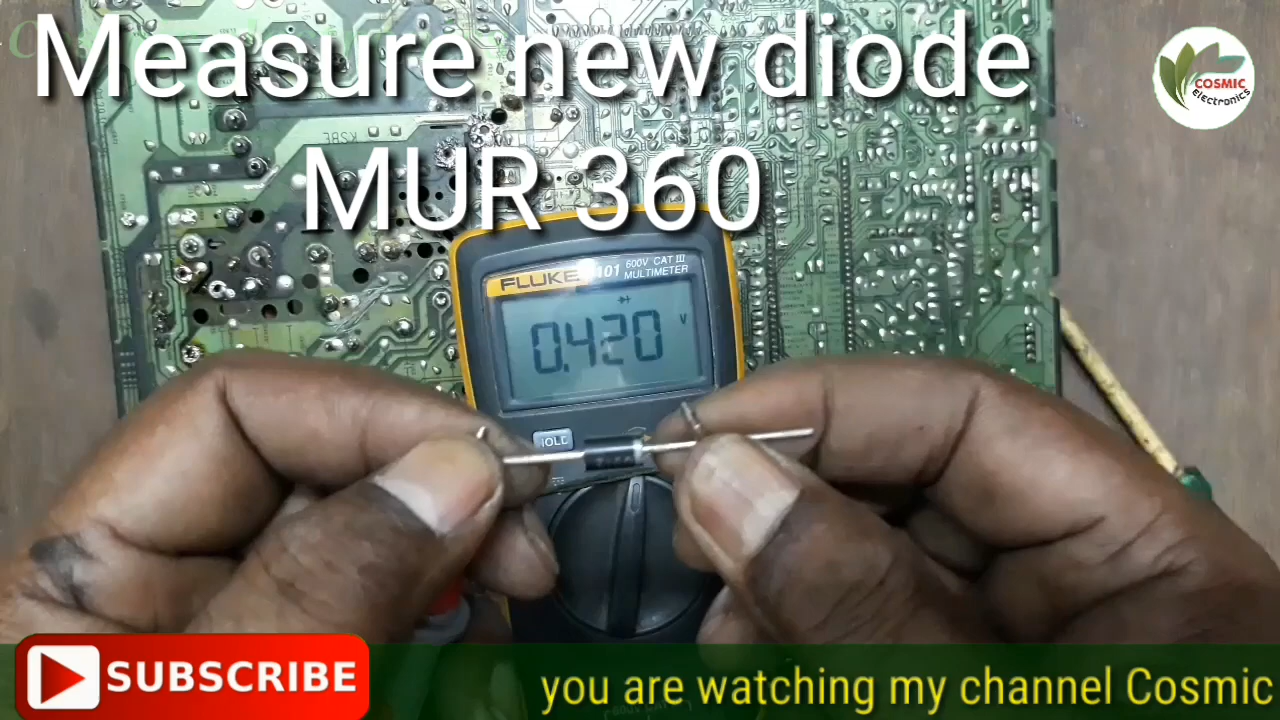 Measure new diode
MUR 360
COSMIC
Electronics
KSBE
FLUKE 101
600V CAT III
MULTIMETER
0.420 V
HOLD
SUBSCRIBE
you are watching my channel Cosmic